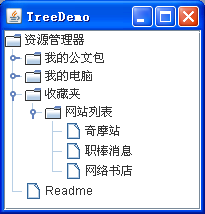 TreeDemo
资源管理器
我的公文包
我的电脑
收藏夹
网站列表
奇摩站
职棒消息
网络书店
Readme